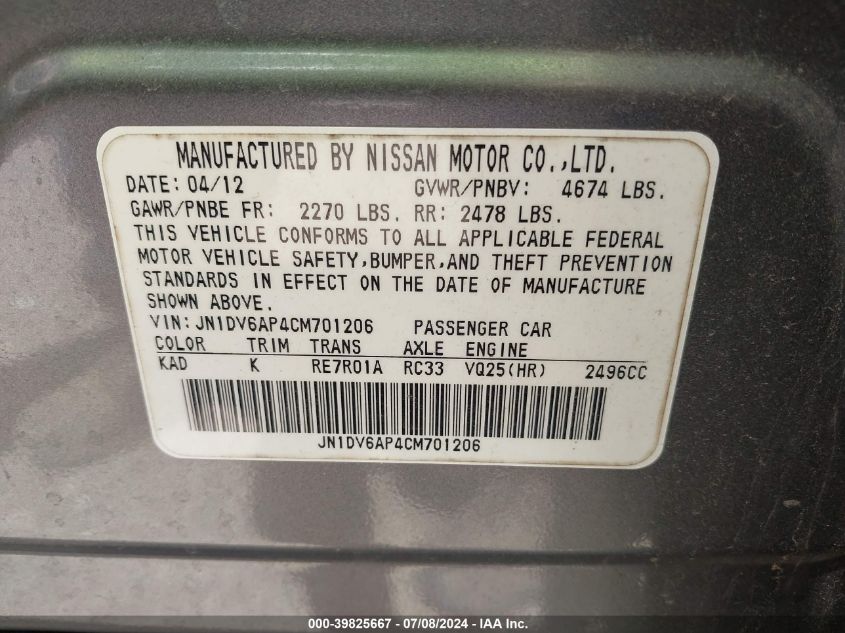 MANUFACTURED BY NISSAN MOTOR CO.,LTD.
DATE: 04/12 GVWR/PNBV: 4674 LBS.
GAWR/PNBE FR: 2270 LBS. RR: 2478 LBS.
THIS VEHICLE CONFORMS TO ALL APPLICABLE FEDERAL
MOTOR VEHICLE SAFETY,BUMPER,AND THEFT PREVENTION
STANDARDS IN EFFECT ON THE DATE OF MANUFACTURE
SHOWN ABOVE.
VIN: JN1DV6AP4CM701206 PASSENGER CAR
COLOR TRIM TRANS AXLE ENGINE
KAD K RE7R01A RC33 VQ25(HR) 2496CC
JN1DV6AP4CM701206
000-39825667 - 07/08/2024 - IAA Inc.